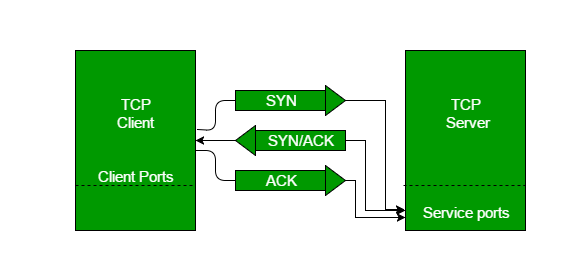 TCP
Client
Client Ports
SYN
SYN/ACK
ACK
TCP
Server
Service ports